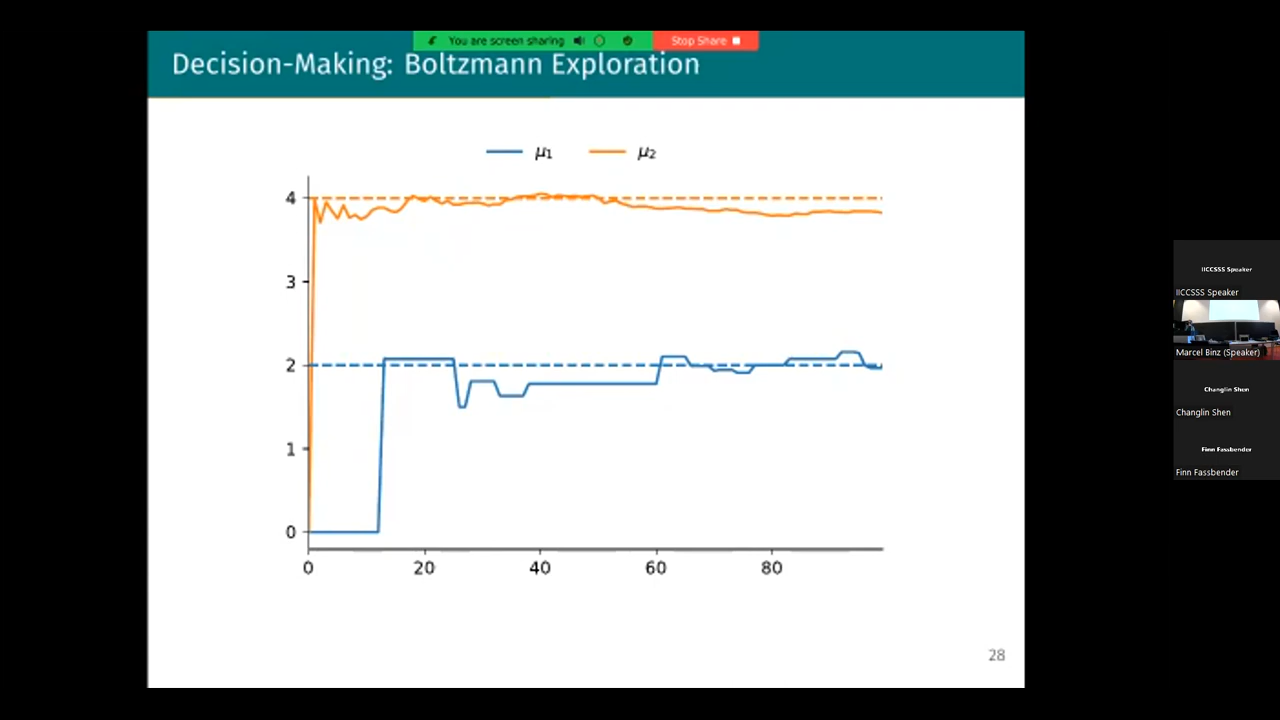 You are screen sharing
Stop Share
Decision-Making: Boltzmann Exploration
μ1 μ2
4
3
2
1
0
0 20 40 60 80
28
IICCSSS Speaker
IICCSSS Speaker
Marcel Binz (Speaker)
Changlin Shen
Changlin Shen
Finn Fassbender
Finn Fassbender